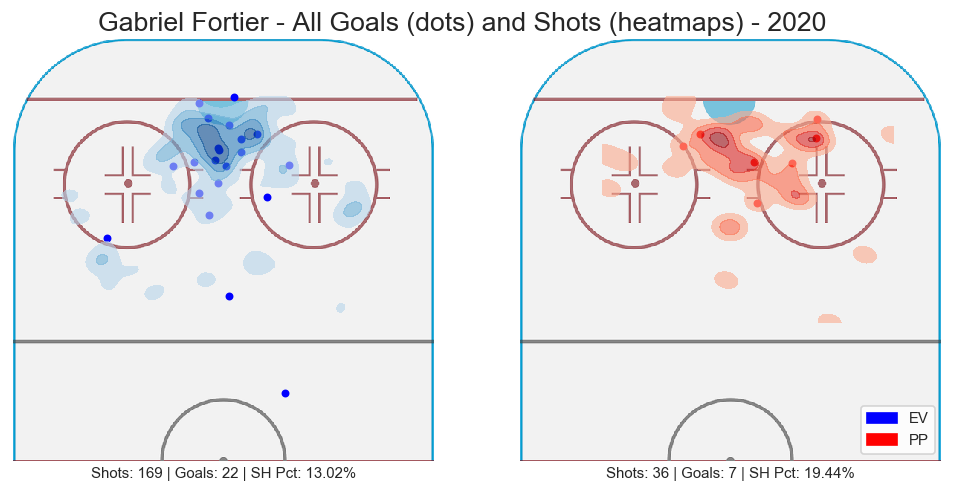 Gabriel Fortier - All Goals (dots) and Shots (heatmaps) - 2020
EV
PP
Shots: 169 | Goals: 22 | SH Pct: 13.02%
Shots: 36 | Goals: 7 | SH Pct: 19.44%